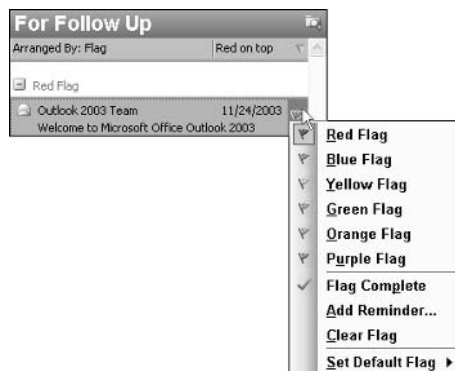 For Follow Up
Arranged By: Flag Red on top
Red Flag
Outlook 2003 Team 11/24/2003
Welcome to Microsoft Office Outlook 2003
Red Flag
Blue Flag
Yellow Flag
Green Flag
Orange Flag
Purple Flag
Flag Complete
Add Reminder...
Clear Flag
Set Default Flag